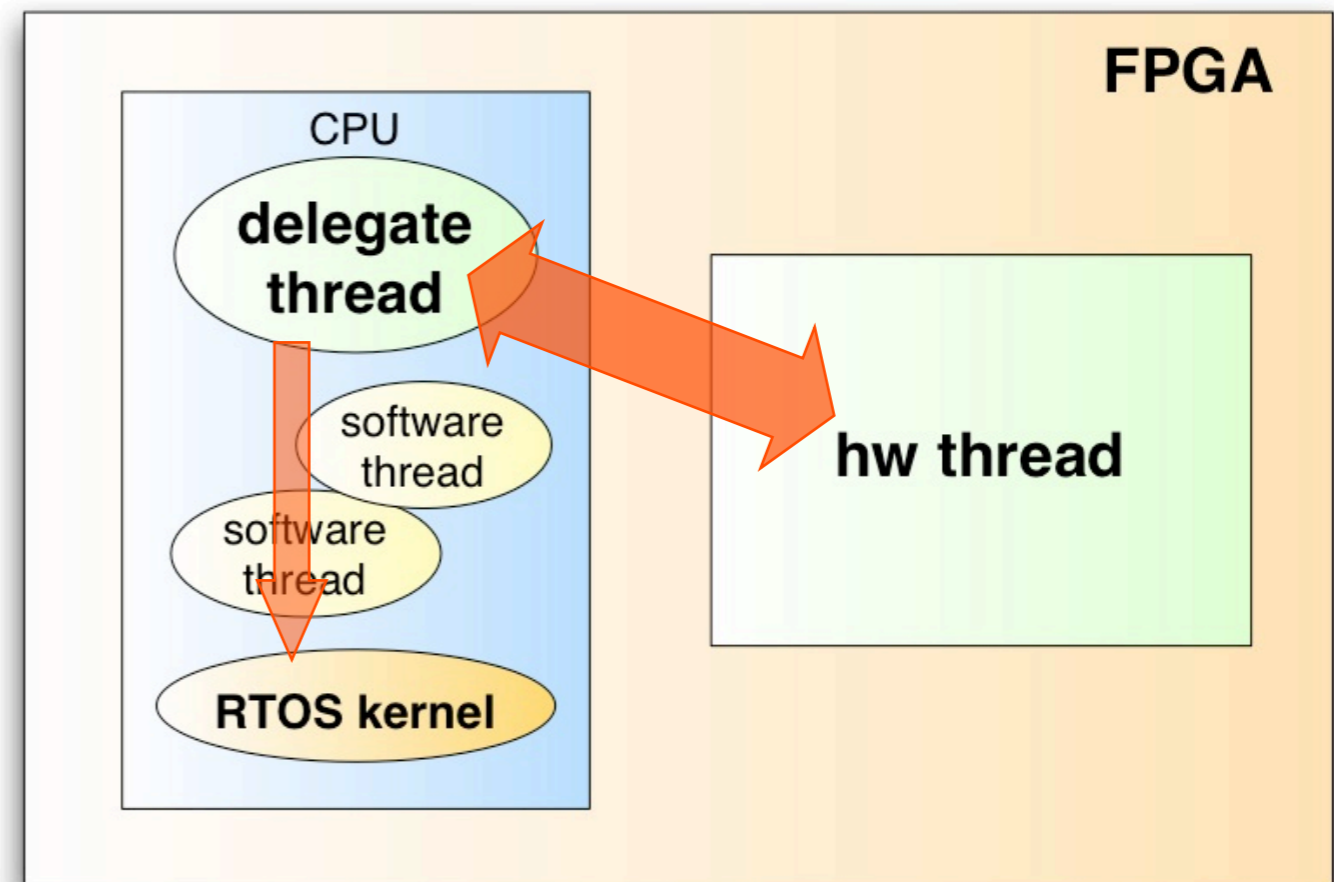 FPGA
CPU
delegate
thread
software
thread
software
thread
hw thread
RTOS kernel